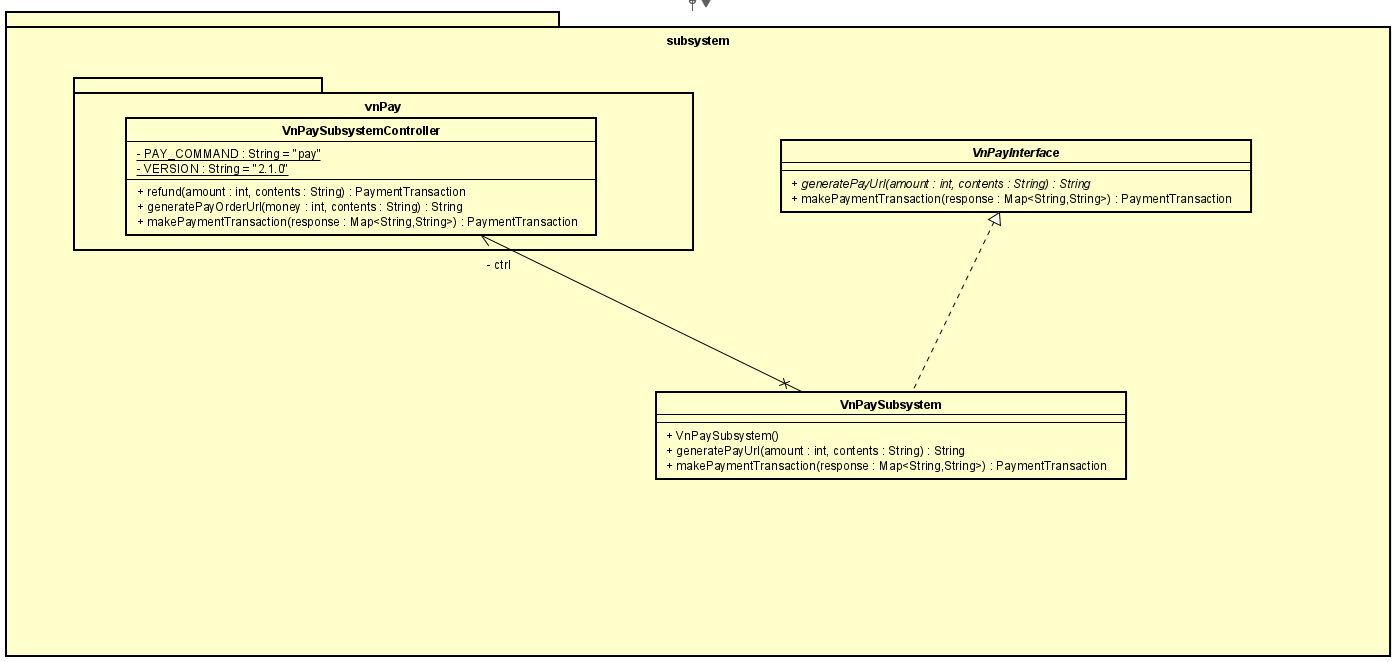 subsystem
vnPay
VnPaySubsystemController
- PAY_COMMAND : String = "pay"
- VERSION : String = "2.1.0"
+ refund(amount : int, contents : String) : PaymentTransaction
+ generatePayOrderUrl(money : int, contents : String) : String
+ makePaymentTransaction(response : Map<String,String>) : PaymentTransaction
VnPayInterface
+ generatePayUrl(amount : int, contents : String) : String
+ makePaymentTransaction(response : Map<String,String>) : PaymentTransaction
- ctrl
VnPaySubsystem
+ VnPaySubsystem()
+ generatePayUrl(amount : int, contents : String) : String
+ makePaymentTransaction(response : Map<String,String>) : PaymentTransaction